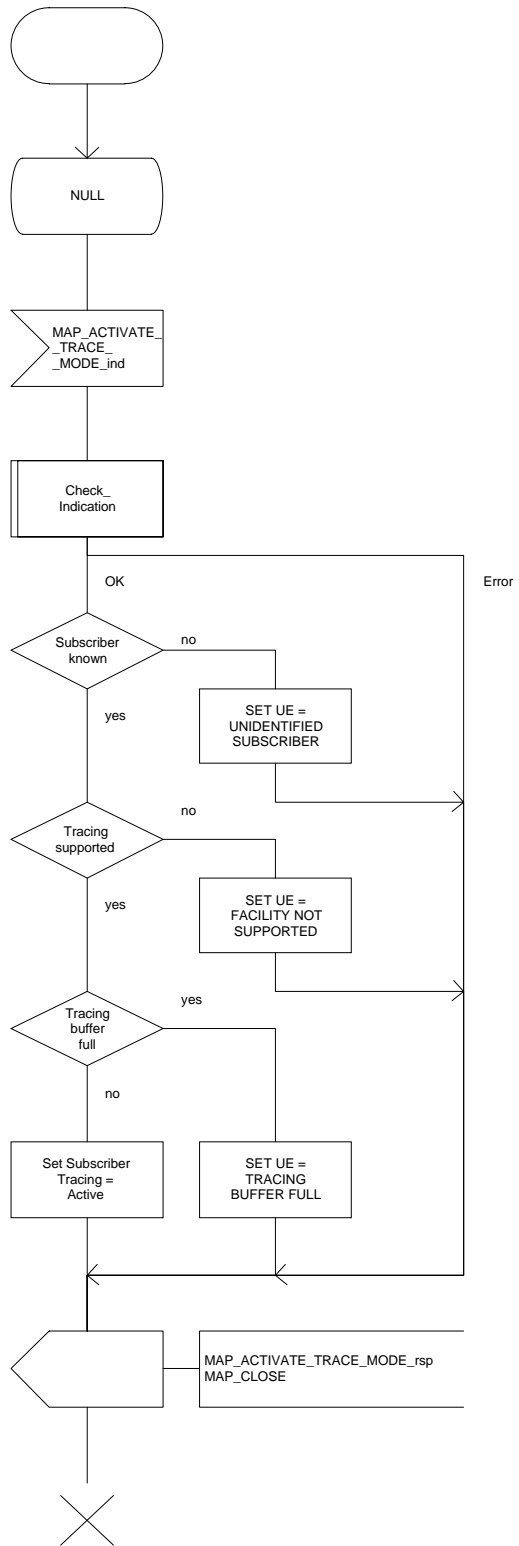 NULL
MAP_ACTIVATE_
_TRACE_
_MODE_ind
Check_
Indication
OK
Error
Subscriber
known
no
SET UE =
UNIDENTIFIED
SUBSCRIBER
yes
Tracing
supported
no
SET UE =
FACILITY NOT
SUPPORTED
yes
Tracing
buffer
full
yes
no
Set Subscriber
Tracing =
Active
SET UE =
TRACING
BUFFER FULL
MAP_ACTIVATE_TRACE_MODE_rsp
MAP_CLOSE